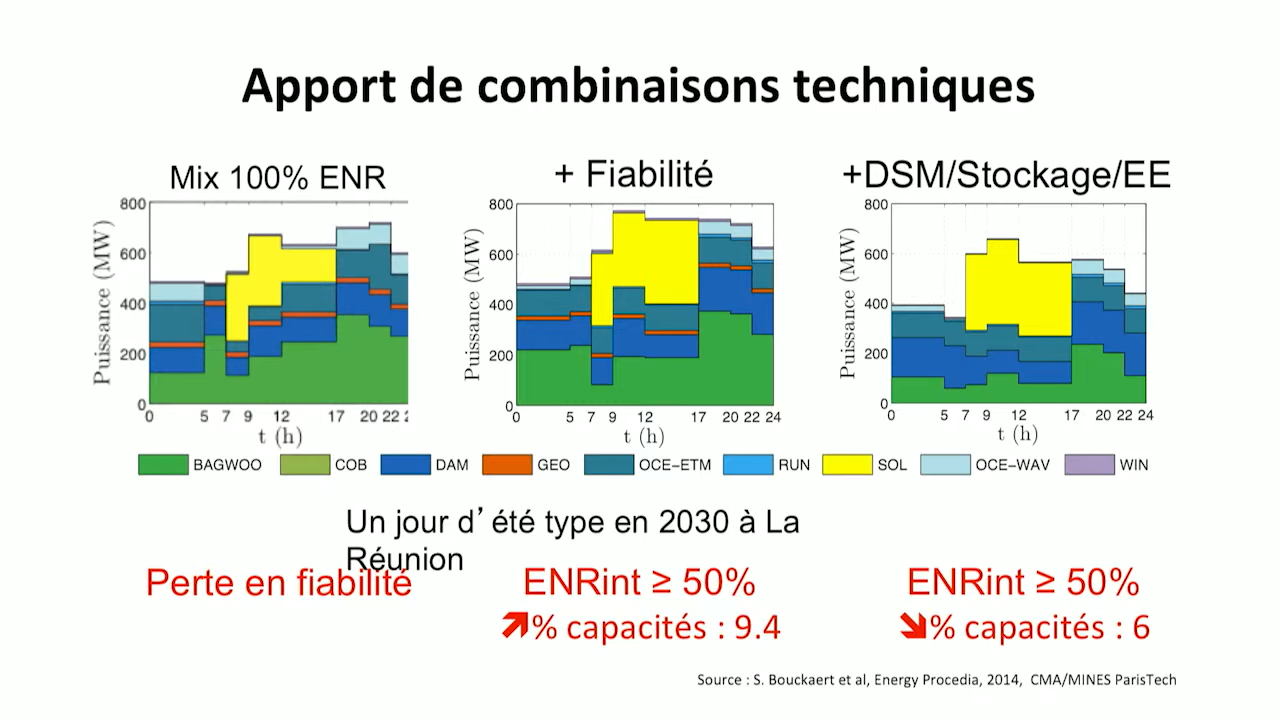 Apport de combinaisons techniques
Mix 100% ENR
+ Fiabilité
+DSM/Stockage/EE
Puissance (MW)
800
600
400
200
0
0 5 7 9 12 17 20 22
t (h)
Puissance (MW)
800
600
400
200
0
0 5 7 9 12 17 20 22 24
t (h)
Puissance (MW)
800
600
400
200
0
0 5 7 9 12 17 20 22 24
t (h)
BAGWOO COB DAM GEO OCE-ETM RUN SOL OCE-WAV WIN
Un jour d’été type en 2030 à La
Réunion
Perte en fiabilité
ENRint ≥ 50%
% capacités : 9.4
ENRint ≥ 50%
% capacités : 6
Source : S. Bouckaert et al, Energy Procedia, 2014, CMA/MINES ParisTech